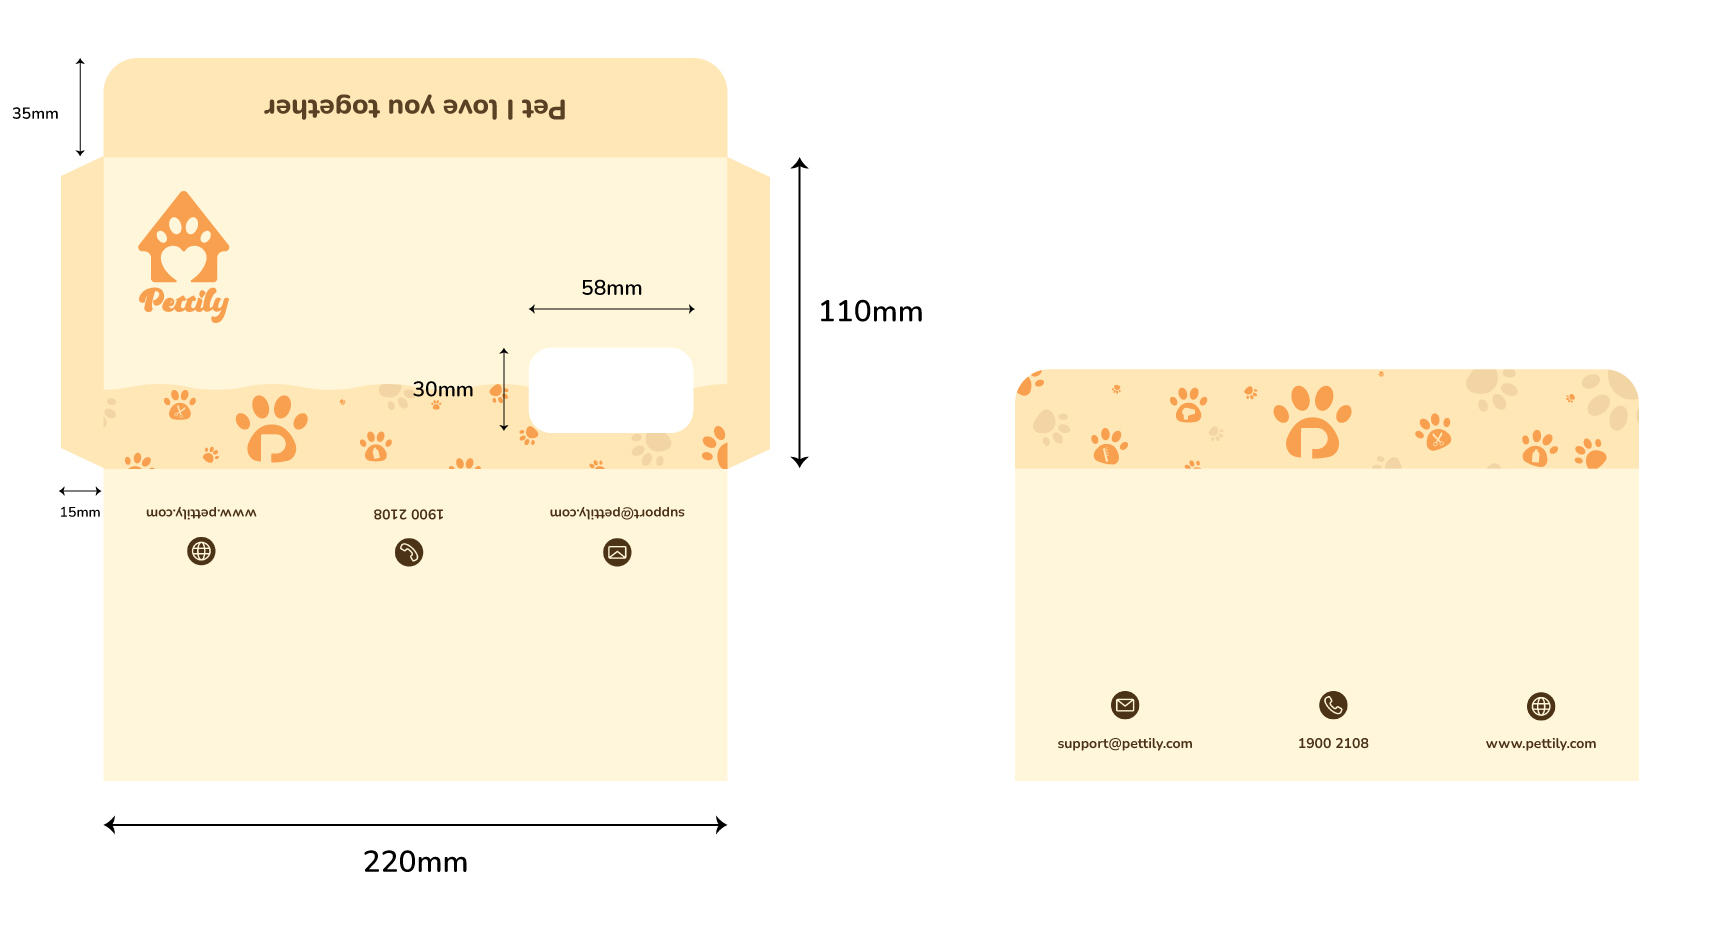 35mm
Pet I love you together
Pettily
58mm
30mm
110mm
15mm
www.pettily.com
1900 2108
support@pettily.com
220mm
P
P
support@pettily.com
1900 2108
www.pettily.com